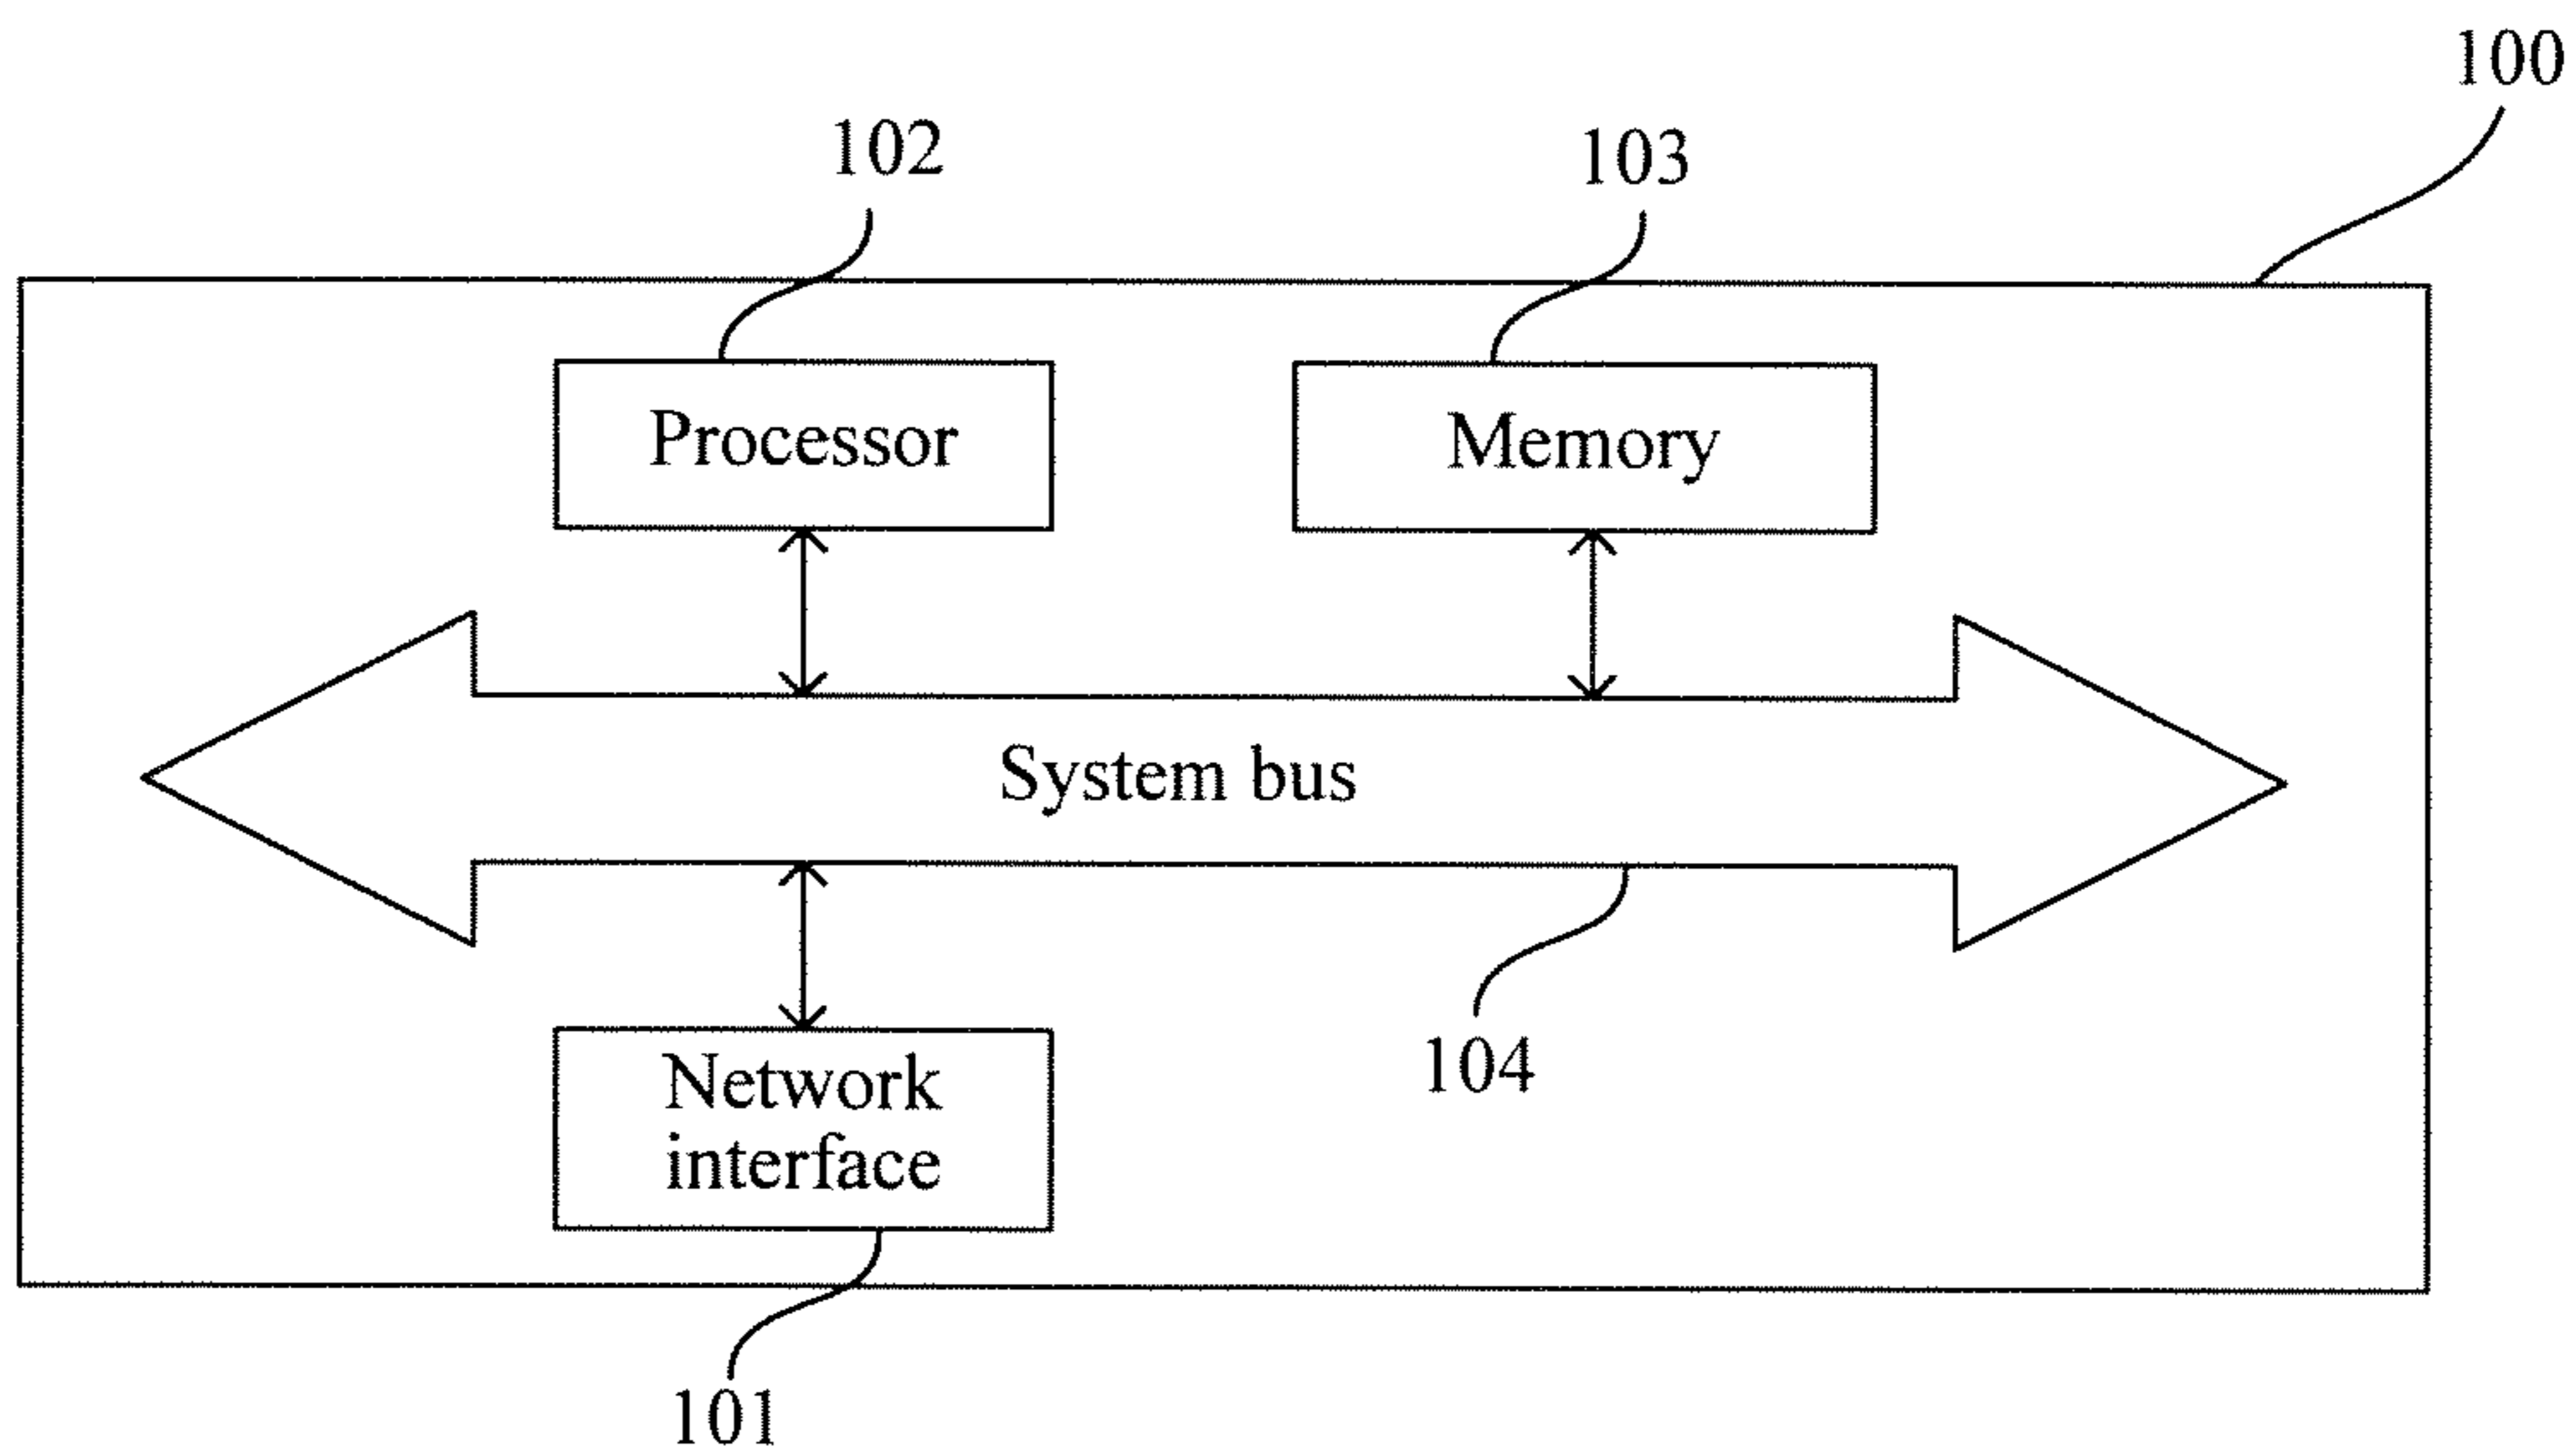 100
102
103
Processor
Memory
System bus
104
Network
interface
101